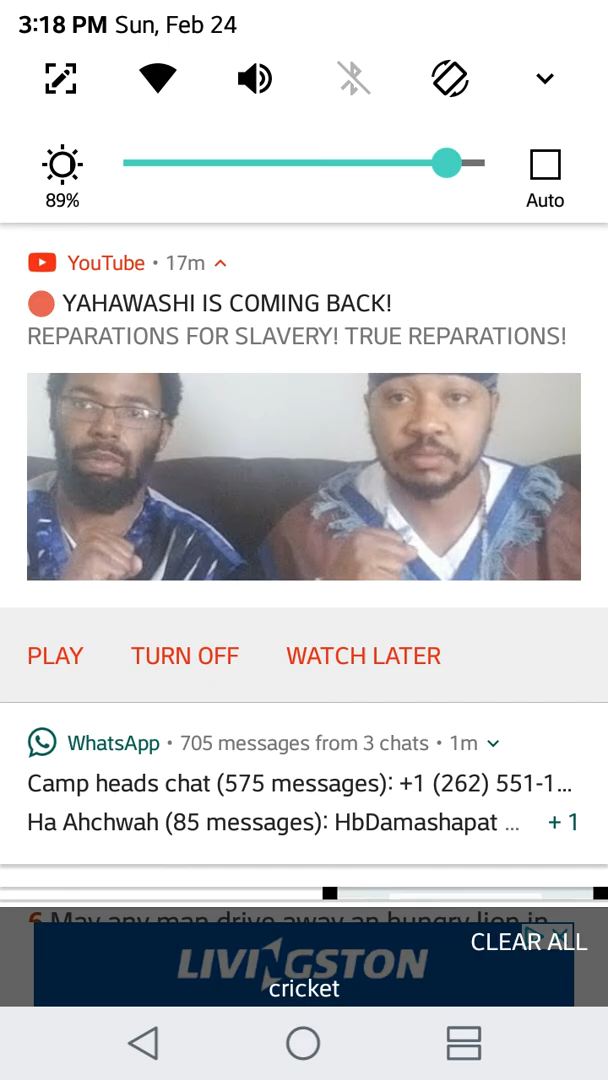 3:18 PM Sun, Feb 24
89%
Auto
YouTube • 17m
YAHAWASHI IS COMING BACK!
REPARATIONS FOR SLAVERY! TRUE REPARATIONS!
PLAY TURN OFF WATCH LATER
WhatsApp • 705 messages from 3 chats • 1m
Camp heads chat (575 messages): +1 (262) 551-1...
Ha Ahchwah (85 messages): HbDamashapat ... + 1
6 May any man drive away an hungry lion in
CLEAR ALL
LIVINGSTON
cricket